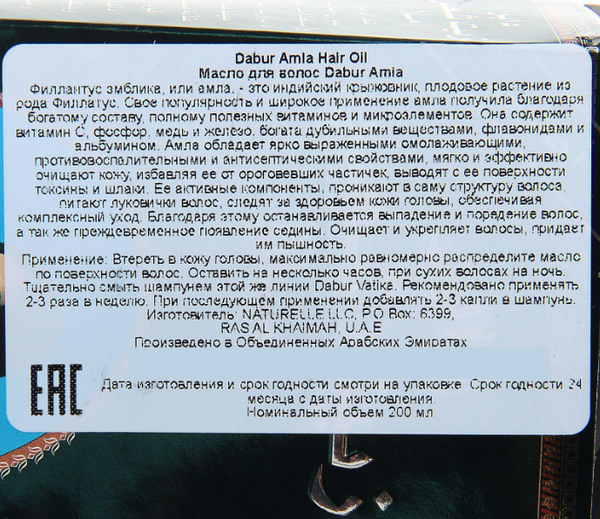 Dabur Amla Hair Oil
Масло для волос Dabur Amla
Филлантус эмблика, или амла, - это индийский крыжовник, плодовое растение из
рода Филлатус. Свое популярность и широкое применение амла получила благодаря
богатому составу, полному полезных витаминов и микроэлементов. Она содержит
витамин С, фосфор, медь и железо, богата дубильными веществами, флавонидами и
альбумином. Амла обладает ярко выраженными омолаживающими,
противовоспалительными и антисептическими свойствами, мягко и эффективно
очищают кожу, избавляя ее от ороговевших частичек, выводят с ее поверхности
токсины и шлаки. Ее активные компоненты, проникают в саму структуру волоса,
питают луковички волос, следят за здоровьем кожи головы, обеспечивая
комплексный уход. Благодаря этому останавливается выпадение и поредение волос,
а так же преждевременное появление седины. Очищает и укрепляет волосы, придает
им пышность.
Применение: Втереть в кожу головы, максимально равномерно распределите масло
по поверхности волос. Оставить на несколько часов, при сухих волосах на ночь.
Тщательно смыть шампунем этой же линии Dabur Vatika. Рекомендовано применять
2-3 раза в неделю. При последующем применении добавлять 2-3 капли в шампунь.
Изготовитель: NATURELLE LLC, P.O Box: 6399,
RAS AL KHAIMAH, U.A.E
Произведено в Объединенных Арабских Эмиратах
EAC
Дата изготовления и срок годности смотри на упаковке. Срок годности 24
месяца с даты изготовления.
Номинальный объем 200 мл.